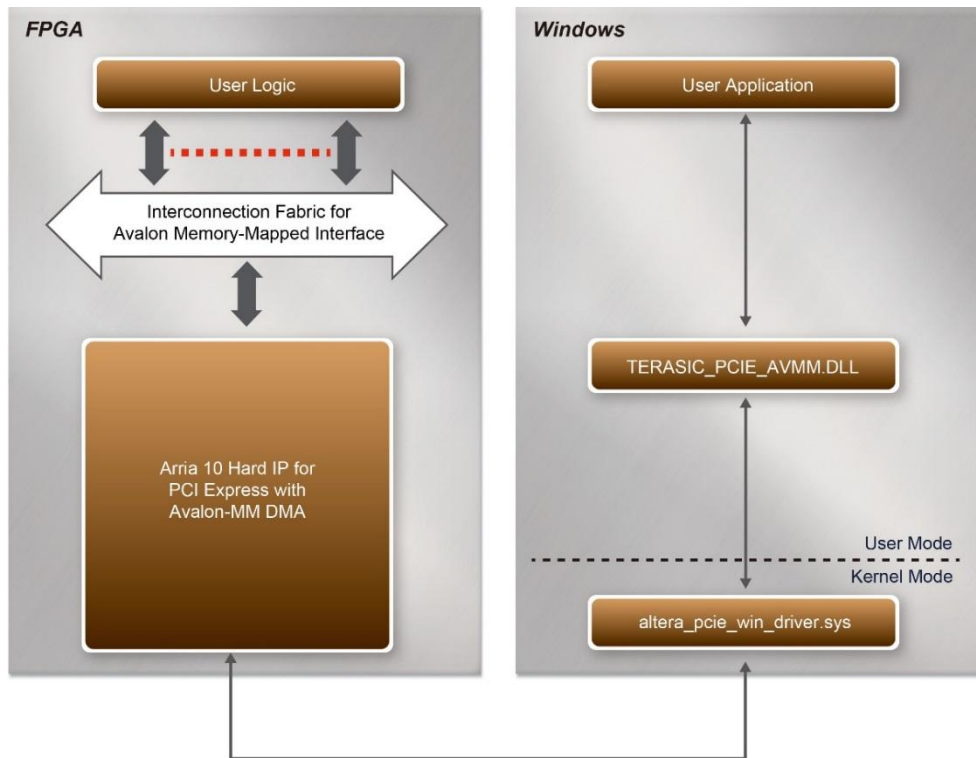 FPGA
User Logic
Interconnection Fabric for
Avalon Memory-Mapped Interface
Arria 10 Hard IP for
PCI Express with
Avalon-MM DMA
Windows
User Application
TERASIC_PCIE_AVMM.DLL
User Mode
Kernel Mode
altera_pcie_win_driver.sys